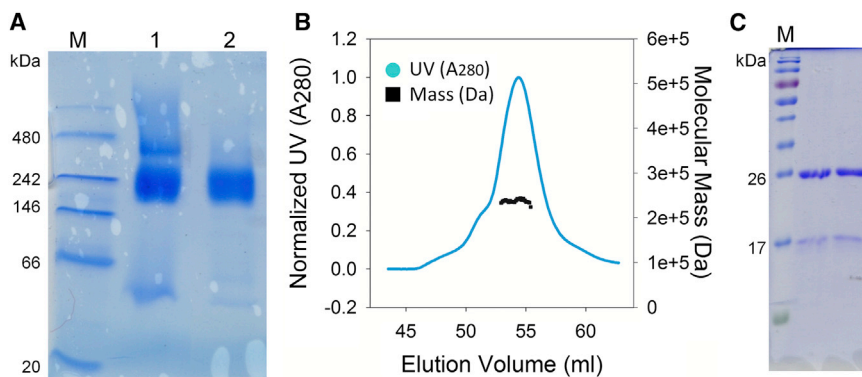 A
M 1 2
kDa
480
242
146
66
20
B
1.2
1.0
0.8
0.6
0.4
0.2
0.0
-0.2
Normalized UV (A280)
UV (A280)
Mass (Da)
6e+5
5e+5
4e+5
3e+5
2e+5
1e+5
0
Molecular Mass (Da)
45 50 55 60
Elution Volume (ml)
C
M
kDa
26
17